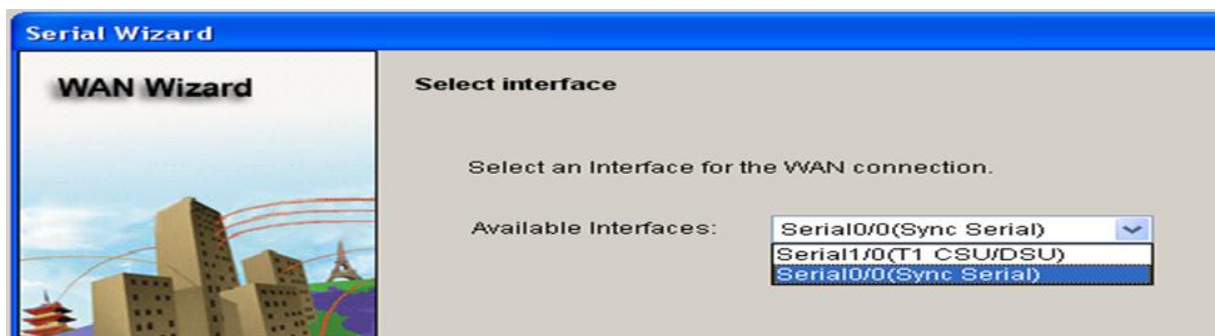 Serial Wizard
WAN Wizard
Select interface
Select an Interface for the WAN connection.
Available Interfaces: Serial0/0(Sync Serial)
Serial1/0(T1 CSU/DSU)
Serial0/0(Sync Serial)